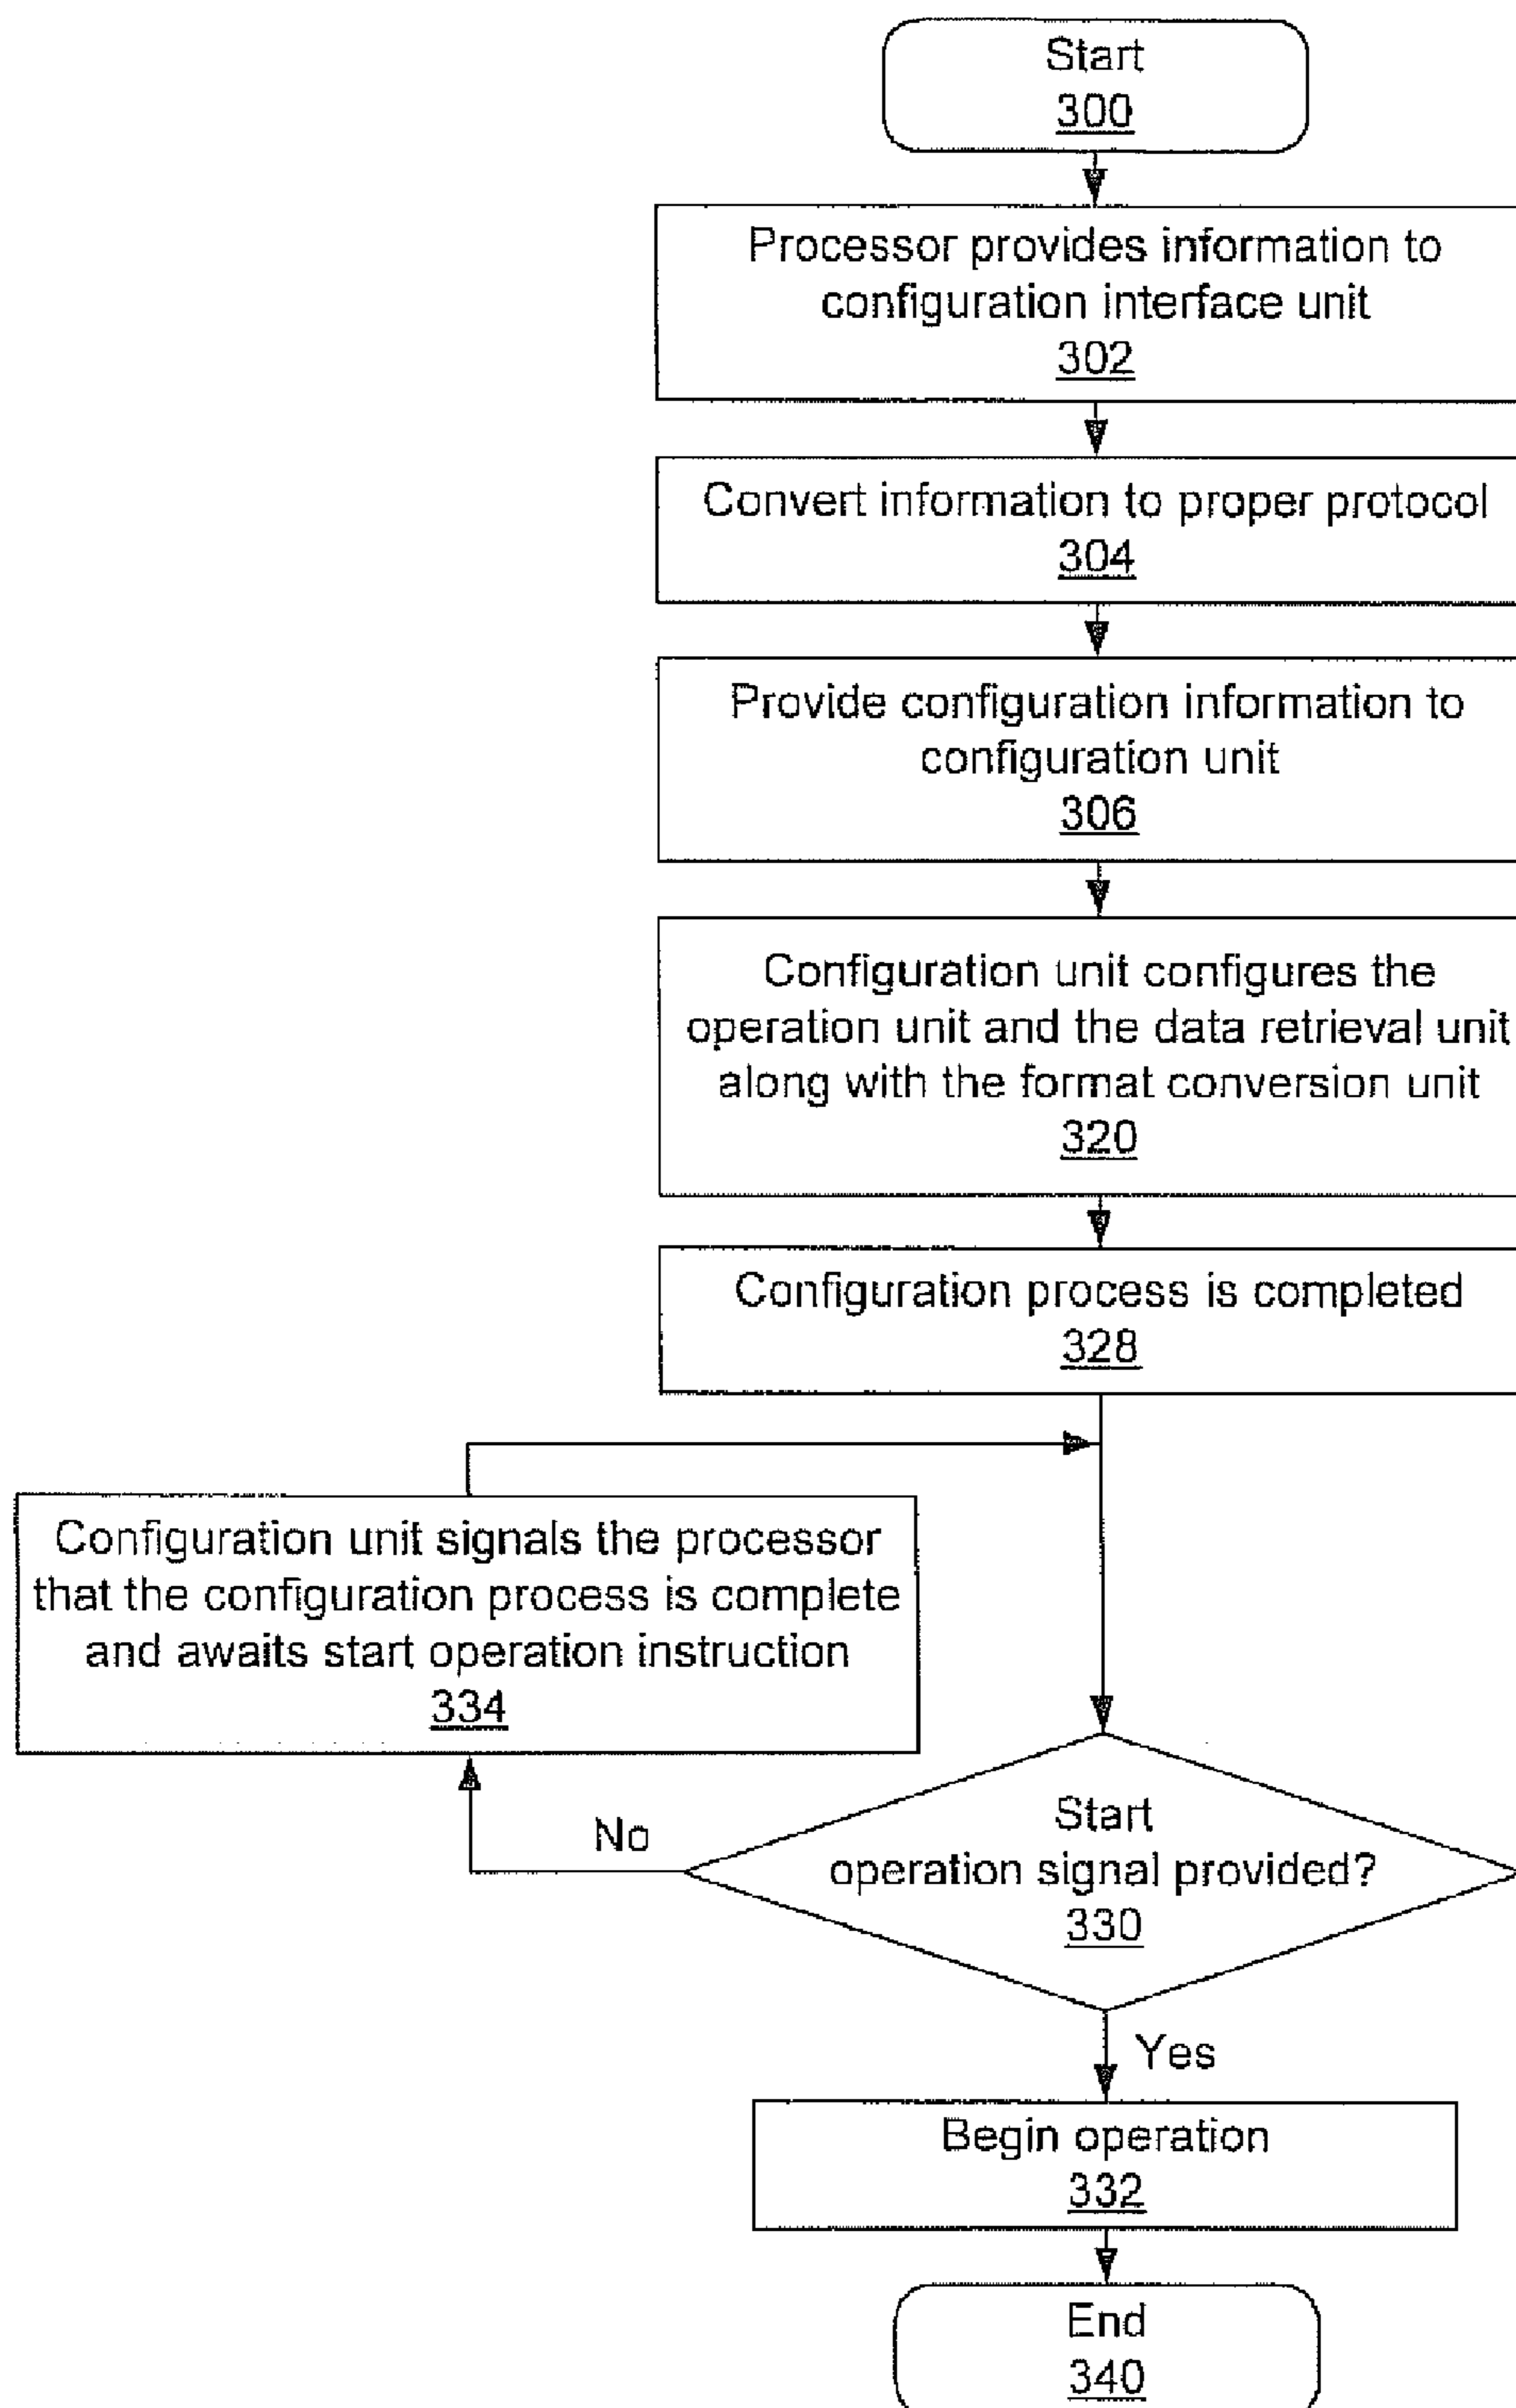 Start
300
Processor provides information to
configuration interface unit
302
Convert information to proper protocol
304
Provide configuration information to
configuration unit
306
Configuration unit configures the
operation unit and the data retrieval unit
along with the format conversion unit
320
Configuration process is completed
328
Configuration unit signals the processor
that the configuration process is complete
and awaits start operation instruction
334
No
Start
operation signal provided?
330
Yes
Begin operation
332
End
340